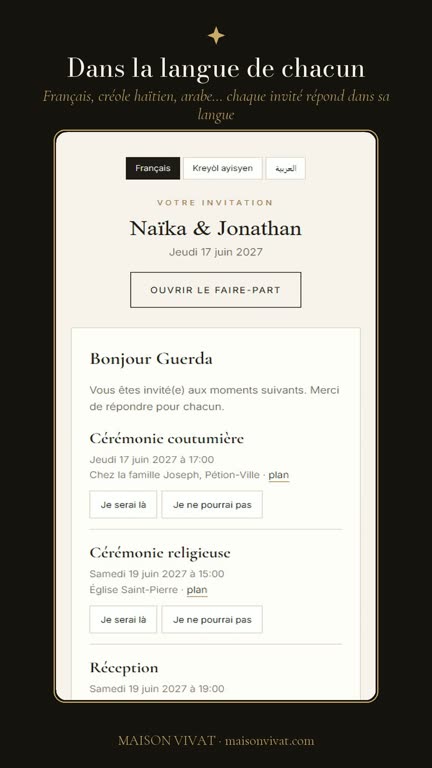 Dans la langue de chacun
Français, créole haïtien, arabe... chaque invité répond dans sa
langue
Français
Kreyòl ayisyen
العربية
VOTRE INVITATION
Naïka & Jonathan
Jeudi 17 juin 2027
OUVRIR LE FAIRE-PART
Bonjour Guerda
Vous êtes invité(e) aux moments suivants. Merci
de répondre pour chacun.
Cérémonie coutumière
Jeudi 17 juin 2027 à 17:00
Chez la famille Joseph, Pétion-Ville · plan
Je serai là
Je ne pourrai pas
Cérémonie religieuse
Samedi 19 juin 2027 à 15:00
Église Saint-Pierre · plan
Je serai là
Je ne pourrai pas
Réception
Samedi 19 juin 2027 à 19:00
MAISON VIVAT · maisonvivat.com